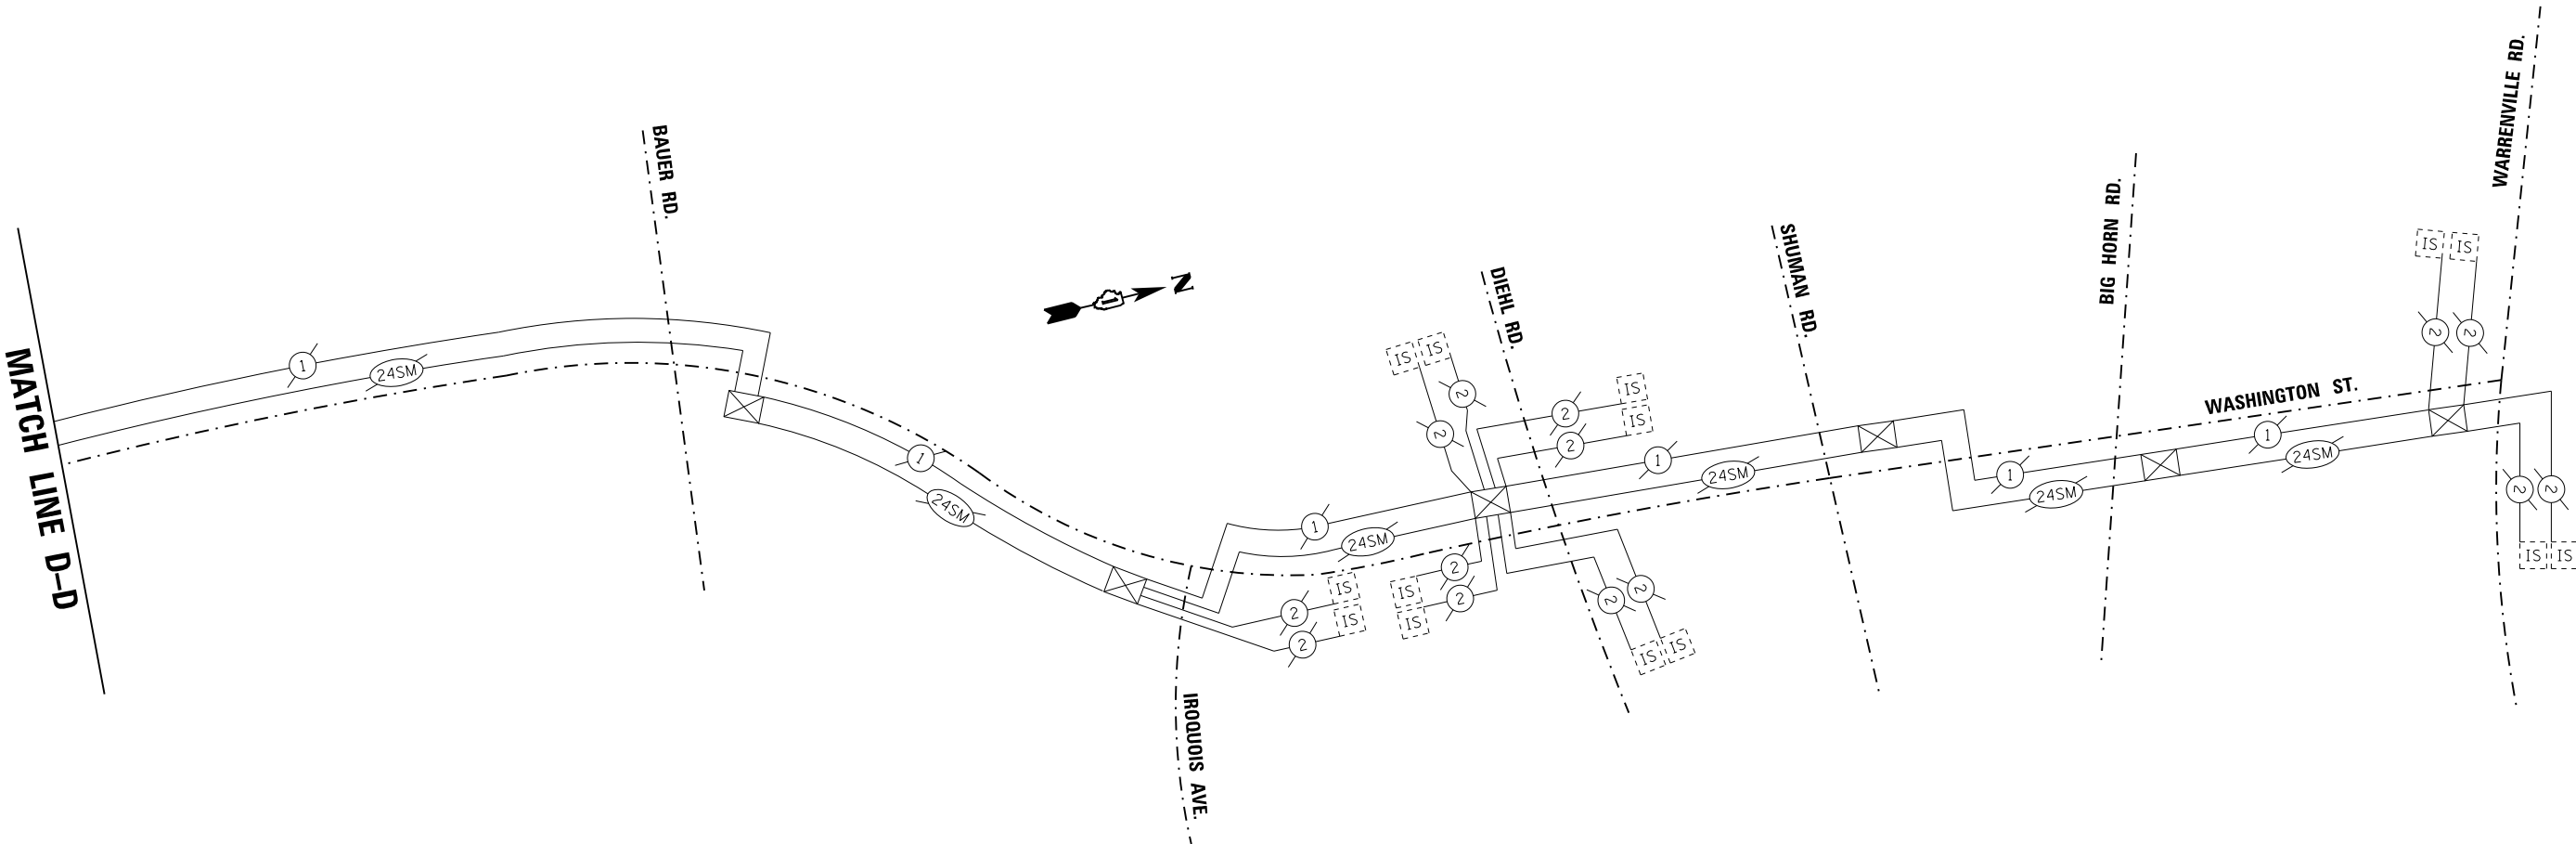 MATCH LINE D-D
1
24SM
BAUER RD.
1
24SM
N
IROQUOIS AVE.
1
24SM
2
2
IS
IS
IS
IS
2
2
DIEHL RD.
2
2
IS
IS
2
2
IS
IS
2
2
IS
IS
1
24SM
SHUMAN RD.
1
24SM
BIG HORN RD.
WASHINGTON ST.
1
24SM
IS
IS
2
2
WARRENVILLE RD.
2
2
IS
IS